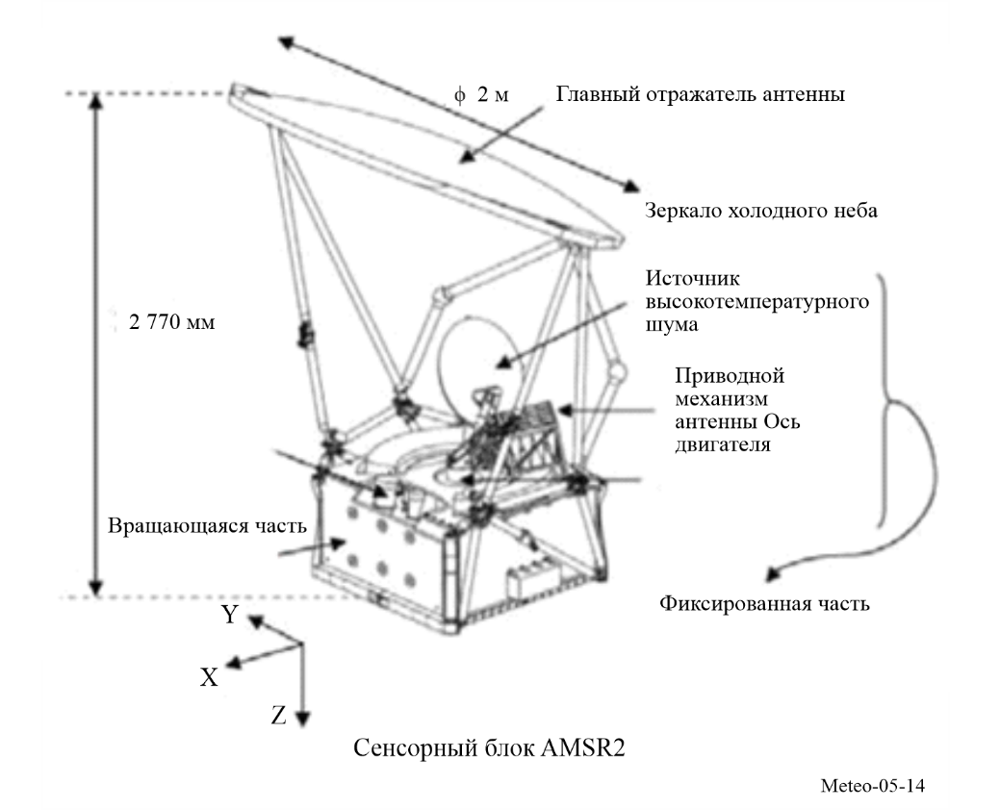 ϕ 2 м
Главный отражатель антенны
Зеркало холодного неба
Источник
высокотемпературного
шума
2 770 мм
Приводной
механизм
антенны Ось
двигателя
Вращающаяся часть
Фиксированная часть
Y
X
Z
Сенсорный блок AMSR2
Meteo-05-14